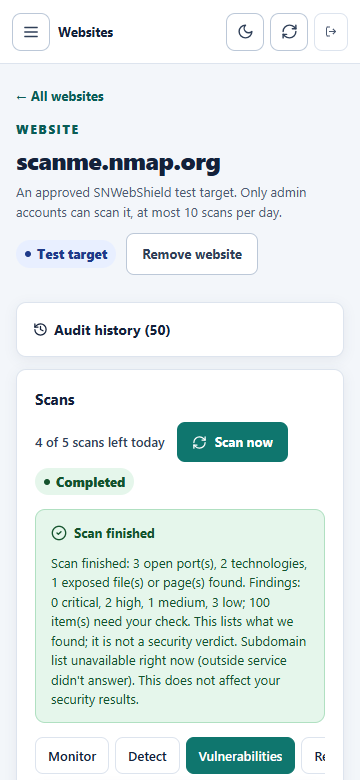 Websites
← All websites
WEBSITE
scanme.nmap.org
An approved SNWebShield test target. Only admin
accounts can scan it, at most 10 scans per day.
Test target
Remove website
Audit history (50)
Scans
4 of 5 scans left today
Scan now
Completed
Scan finished
Scan finished: 3 open port(s), 2 technologies,
1 exposed file(s) or page(s) found. Findings:
0 critical, 2 high, 1 medium, 3 low; 100
item(s) need your check. This lists what we
found; it is not a security verdict. Subdomain
list unavailable right now (outside service
didn't answer). This does not affect your
security results.
Monitor Detect Vulnerabilities